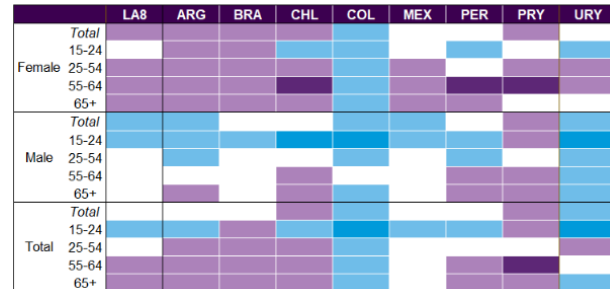 LA8 ARG BRA CHL COL MEX PER PRY URY
Total
15-24
Female 25-54
55-64
65+
Total
15-24
Male 25-54
55-64
65+
Total
15-24
Total 25-54
55-64
65+